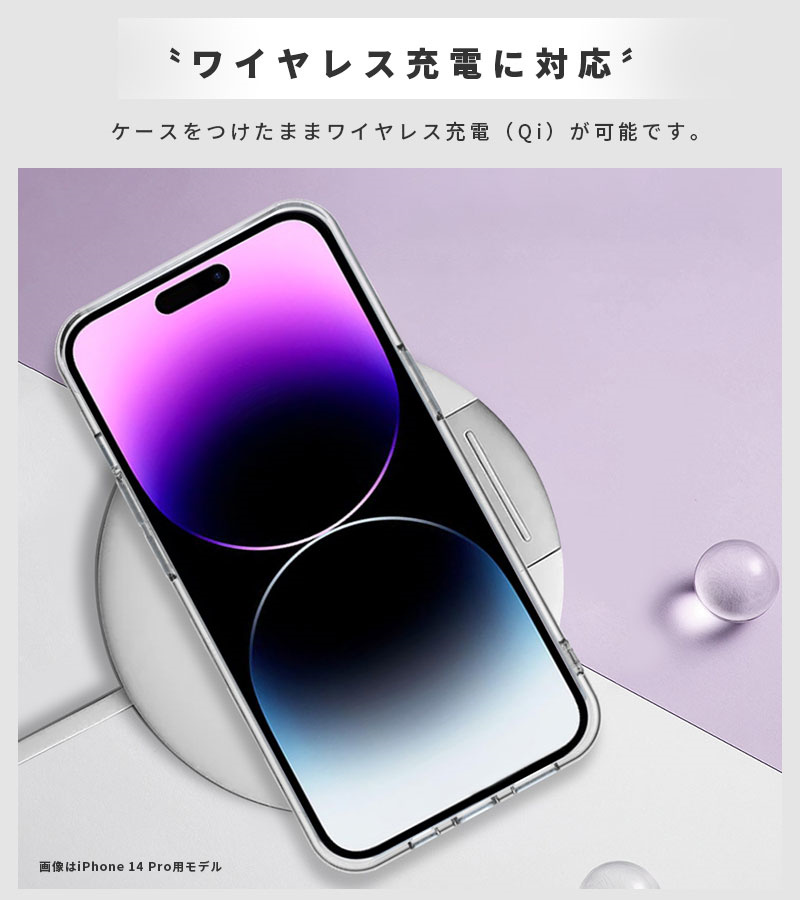 〝ワイヤレス充電に対応〞
ケースをつけたままワイヤレス充電（Qi）が可能です。
画像はiPhone 14 Pro用モデル